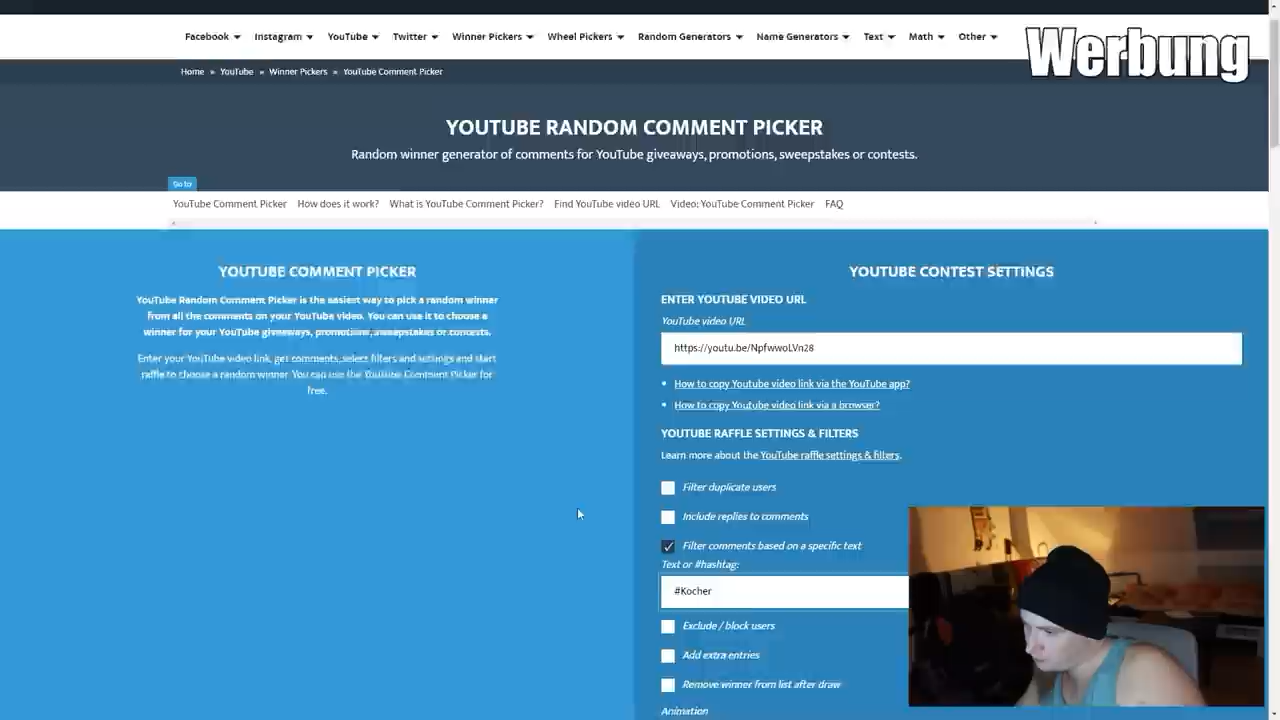 Facebook Instagram YouTube Twitter Winner Pickers Wheel Pickers Random Generators Name Generators Text Math Other
Werbung
Home » YouTube » Winner Pickers » YouTube Comment Picker
YOUTUBE RANDOM COMMENT PICKER
Random winner generator of comments for YouTube giveaways, promotions, sweepstakes or contests.
Go to
YouTube Comment Picker How does it work? What is YouTube Comment Picker? Find YouTube video URL Video: YouTube Comment Picker FAQ
YOUTUBE COMMENT PICKER
YouTube Random Comment Picker is the easiest way to pick a random winner
from all the comments on your YouTube video. You can use it to choose a
winner for your YouTube giveaways, promotions, sweepstakes or contests.
Enter your YouTube video link, get comments, select filters and settings and start
raffle to choose a random winner. You can use the YouTube Comment Picker for
free.
YOUTUBE CONTEST SETTINGS
ENTER YOUTUBE VIDEO URL
YouTube video URL
https://youtu.be/NpfwwoLVn28
• How to copy Youtube video link via the YouTube app?
• How to copy Youtube video link via a browser?
YOUTUBE RAFFLE SETTINGS & FILTERS
Learn more about the YouTube raffle settings & filters.
Filter duplicate users
Include replies to comments
Filter comments based on a specific text
Text or #hashtag:
#Kocher
Exclude / block users
Add extra entries
Remove winner from list after draw
Animation